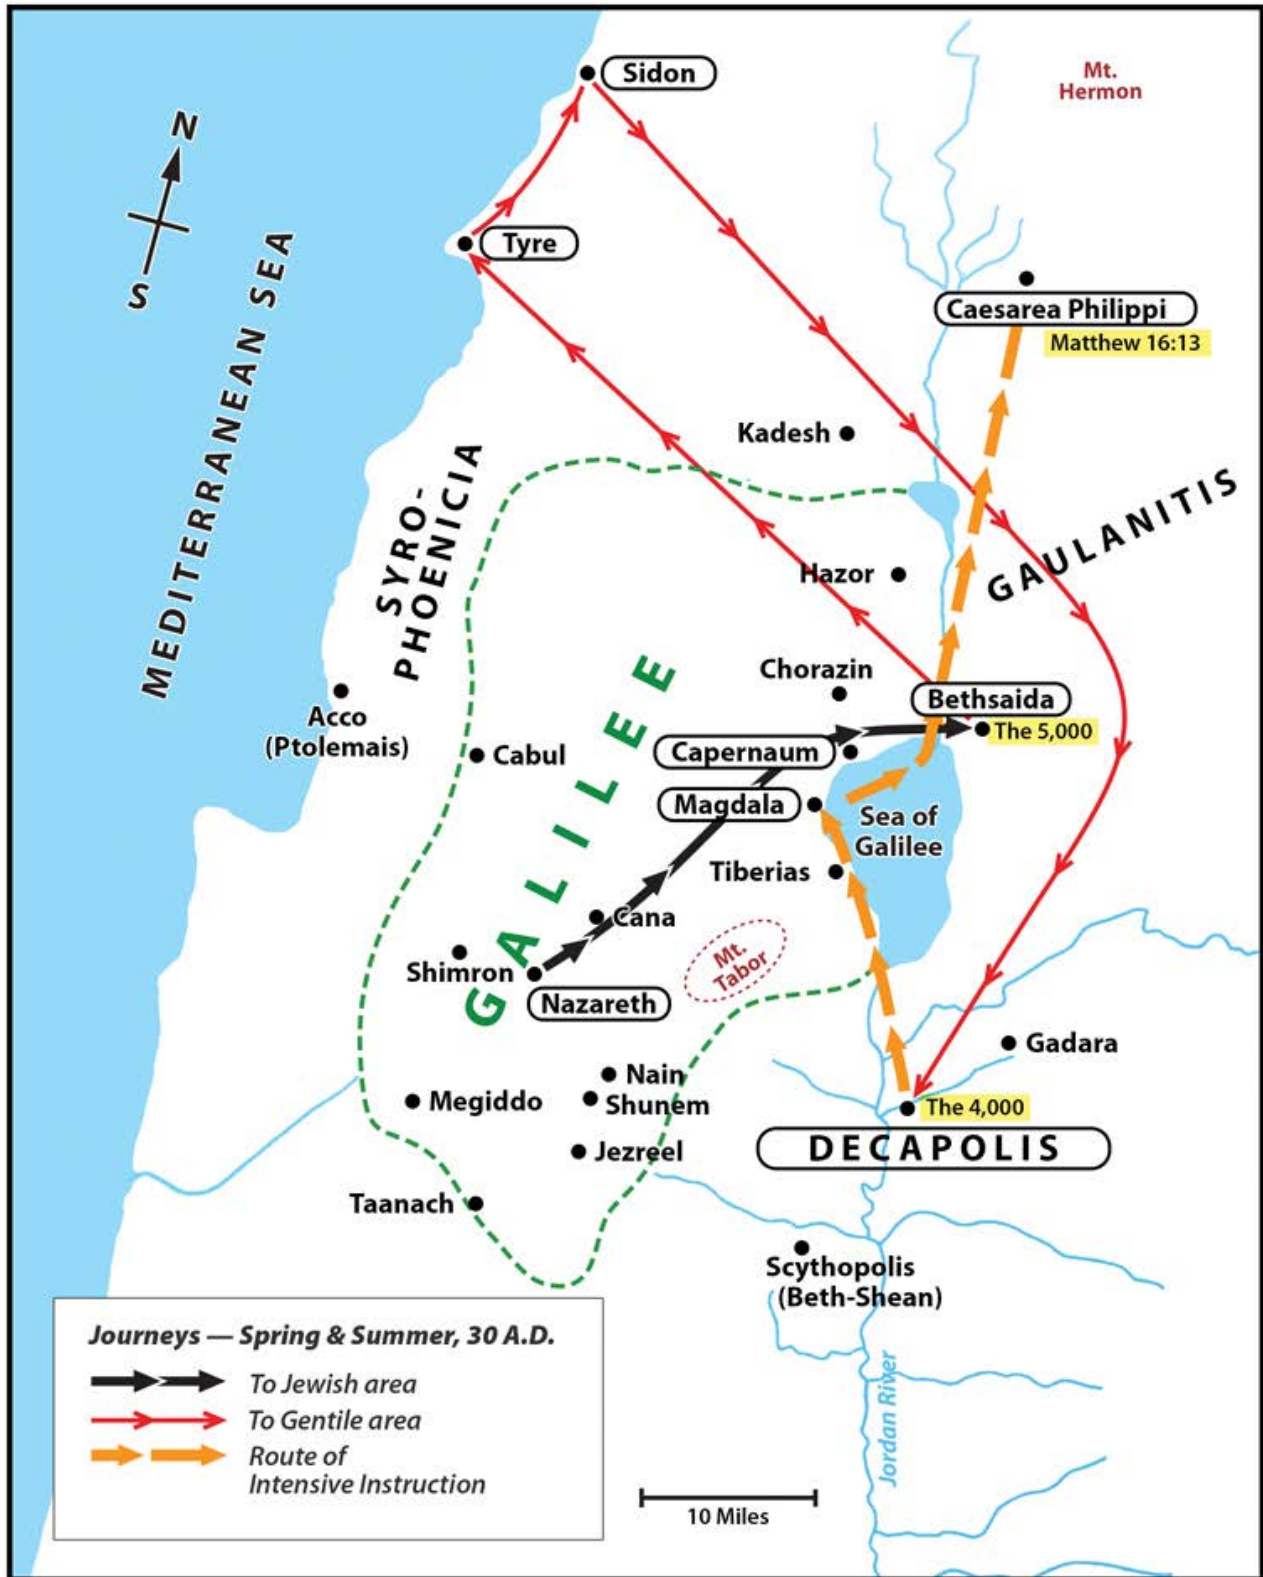 Sidon
Mt.
Hermon
N
S
MEDITERRANEAN SEA
Tyre
Caesarea Philippi
Matthew 16:13
Kadesh
SYRO-
PHOENICIA
GAULANITIS
Hazor
Chorazin
Bethsaida
The 5,000
Acco
(Ptolemais)
Cabul
Capernaum
GALILEE
Magdala
Sea of
Galilee
Tiberias
Cana
Mt.
Tabor
Shimron
Nazareth
Gadara
Nain
Shunem
Megiddo
The 4,000
DECAPOLIS
Jezreel
Taanach
Scythopolis
(Beth-Shean)
Jordan River
Journeys — Spring & Summer, 30 A.D.
To Jewish area
To Gentile area
Route of
Intensive Instruction
10 Miles